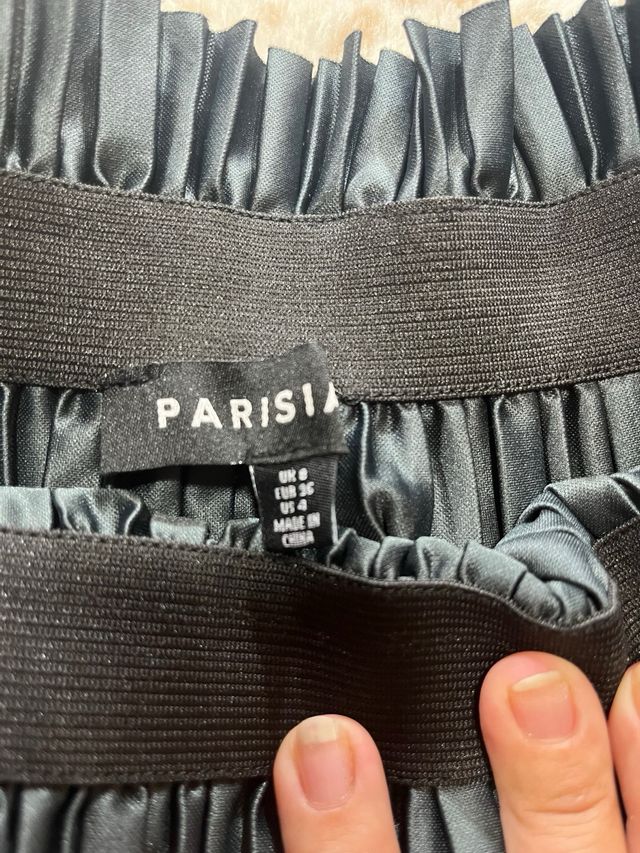 PARISIA
UK 8
EUR 36
US 4
MADE IN
CHINA